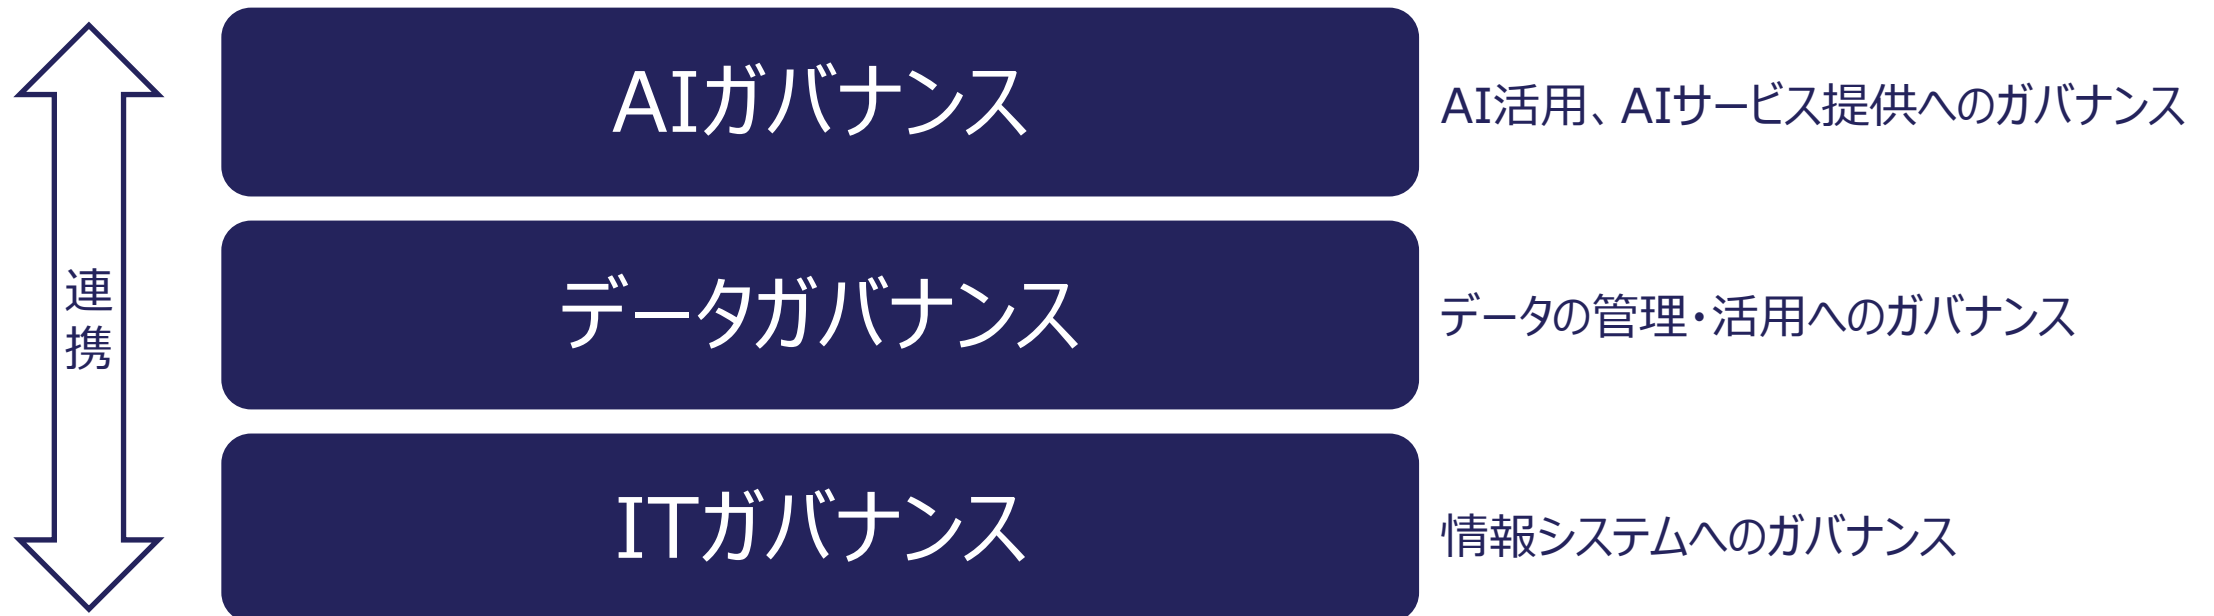 連携
AIガバナンス
AI活用、AIサービス提供へのガバナンス
データガバナンス
データの管理・活用へのガバナンス
ITガバナンス
情報システムへのガバナンス